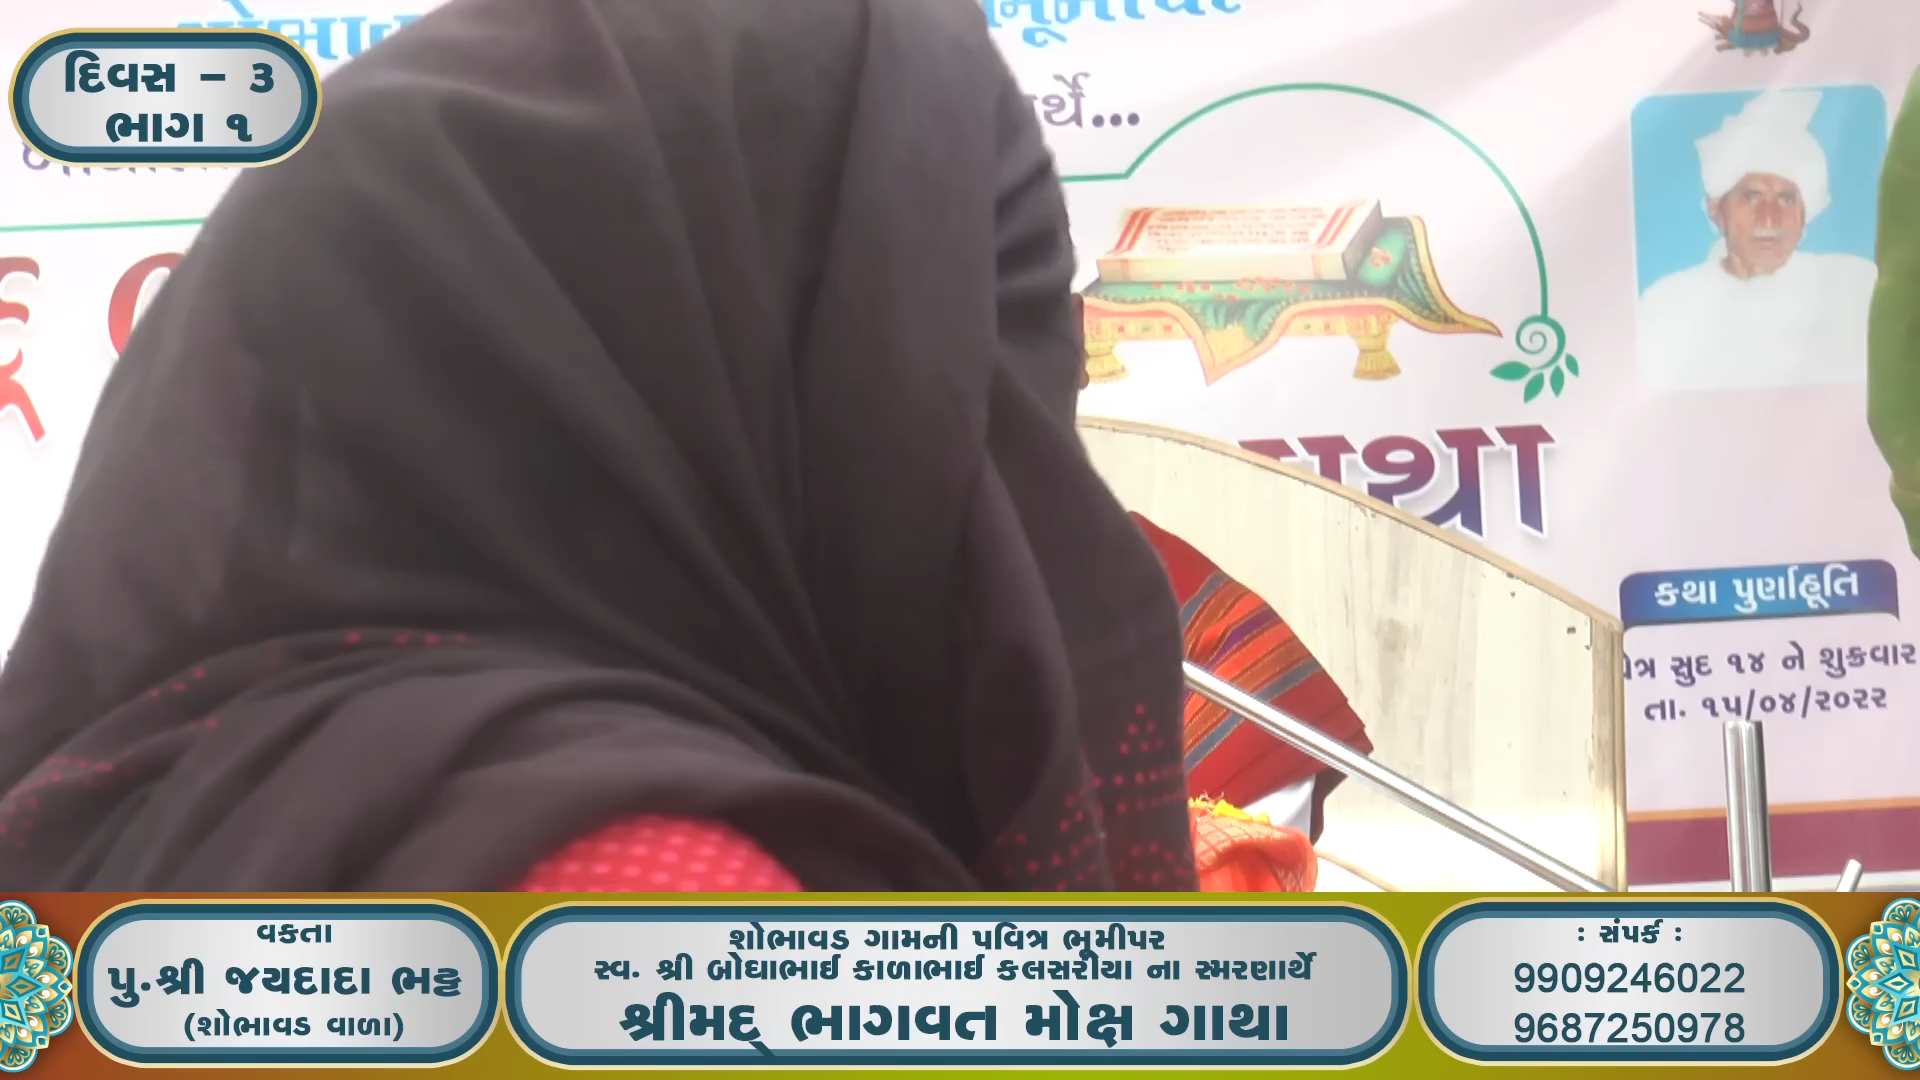 દિવસ - ૩
ભાગ ૧
ર્થે...
કથા પુર્ણાહૂતિ
સુદ ૧૪ ને શુક્રવાર
તા. ૧૫/૦૪/૨૦૨૨
વકતા
પુ.શ્રી જયદાદા ભટ્ટ
(શોભાવડ વાળા)
શોભાવડ ગામની પવિત્ર ભૂમીપર
સ્વ. શ્રી બોઘાભાઈ કાળાભાઈ કલસરીયા ના સ્મરણાર્થે
શ્રીમદ્ ભાગવત મોક્ષ ગાથા
: સંપર્ક :
9909246022
9687250978